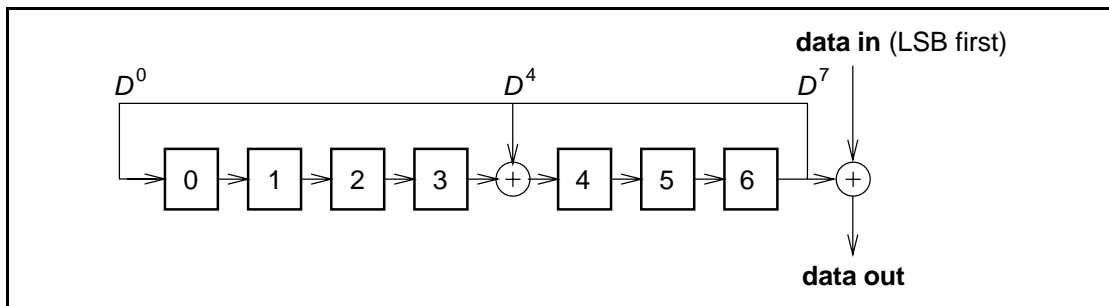 data in (LSB first)
D⁰ D⁴ D⁷
0 1 2 3 + 4 5 6 +
data out